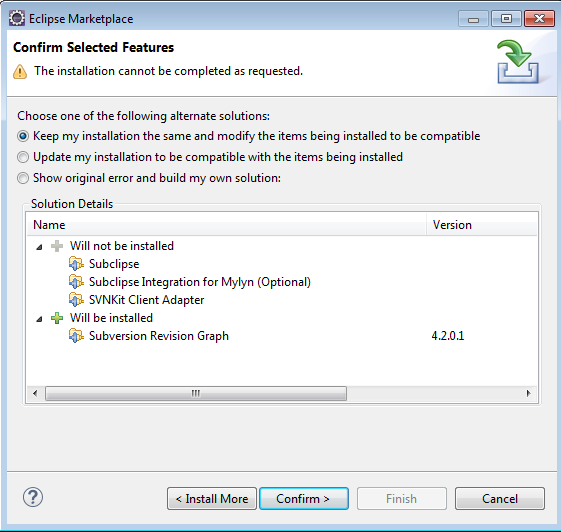 Eclipse Marketplace
Confirm Selected Features
The installation cannot be completed as requested.
Choose one of the following alternate solutions:
Keep my installation the same and modify the items being installed to be compatible
Update my installation to be compatible with the items being installed
Show original error and build my own solution:
Solution Details
Name Version
Will not be installed
Subclipse
Subclipse Integration for Mylyn (Optional)
SVNKit Client Adapter
Will be installed
Subversion Revision Graph 4.2.0.1
? < Install More Confirm > Finish Cancel